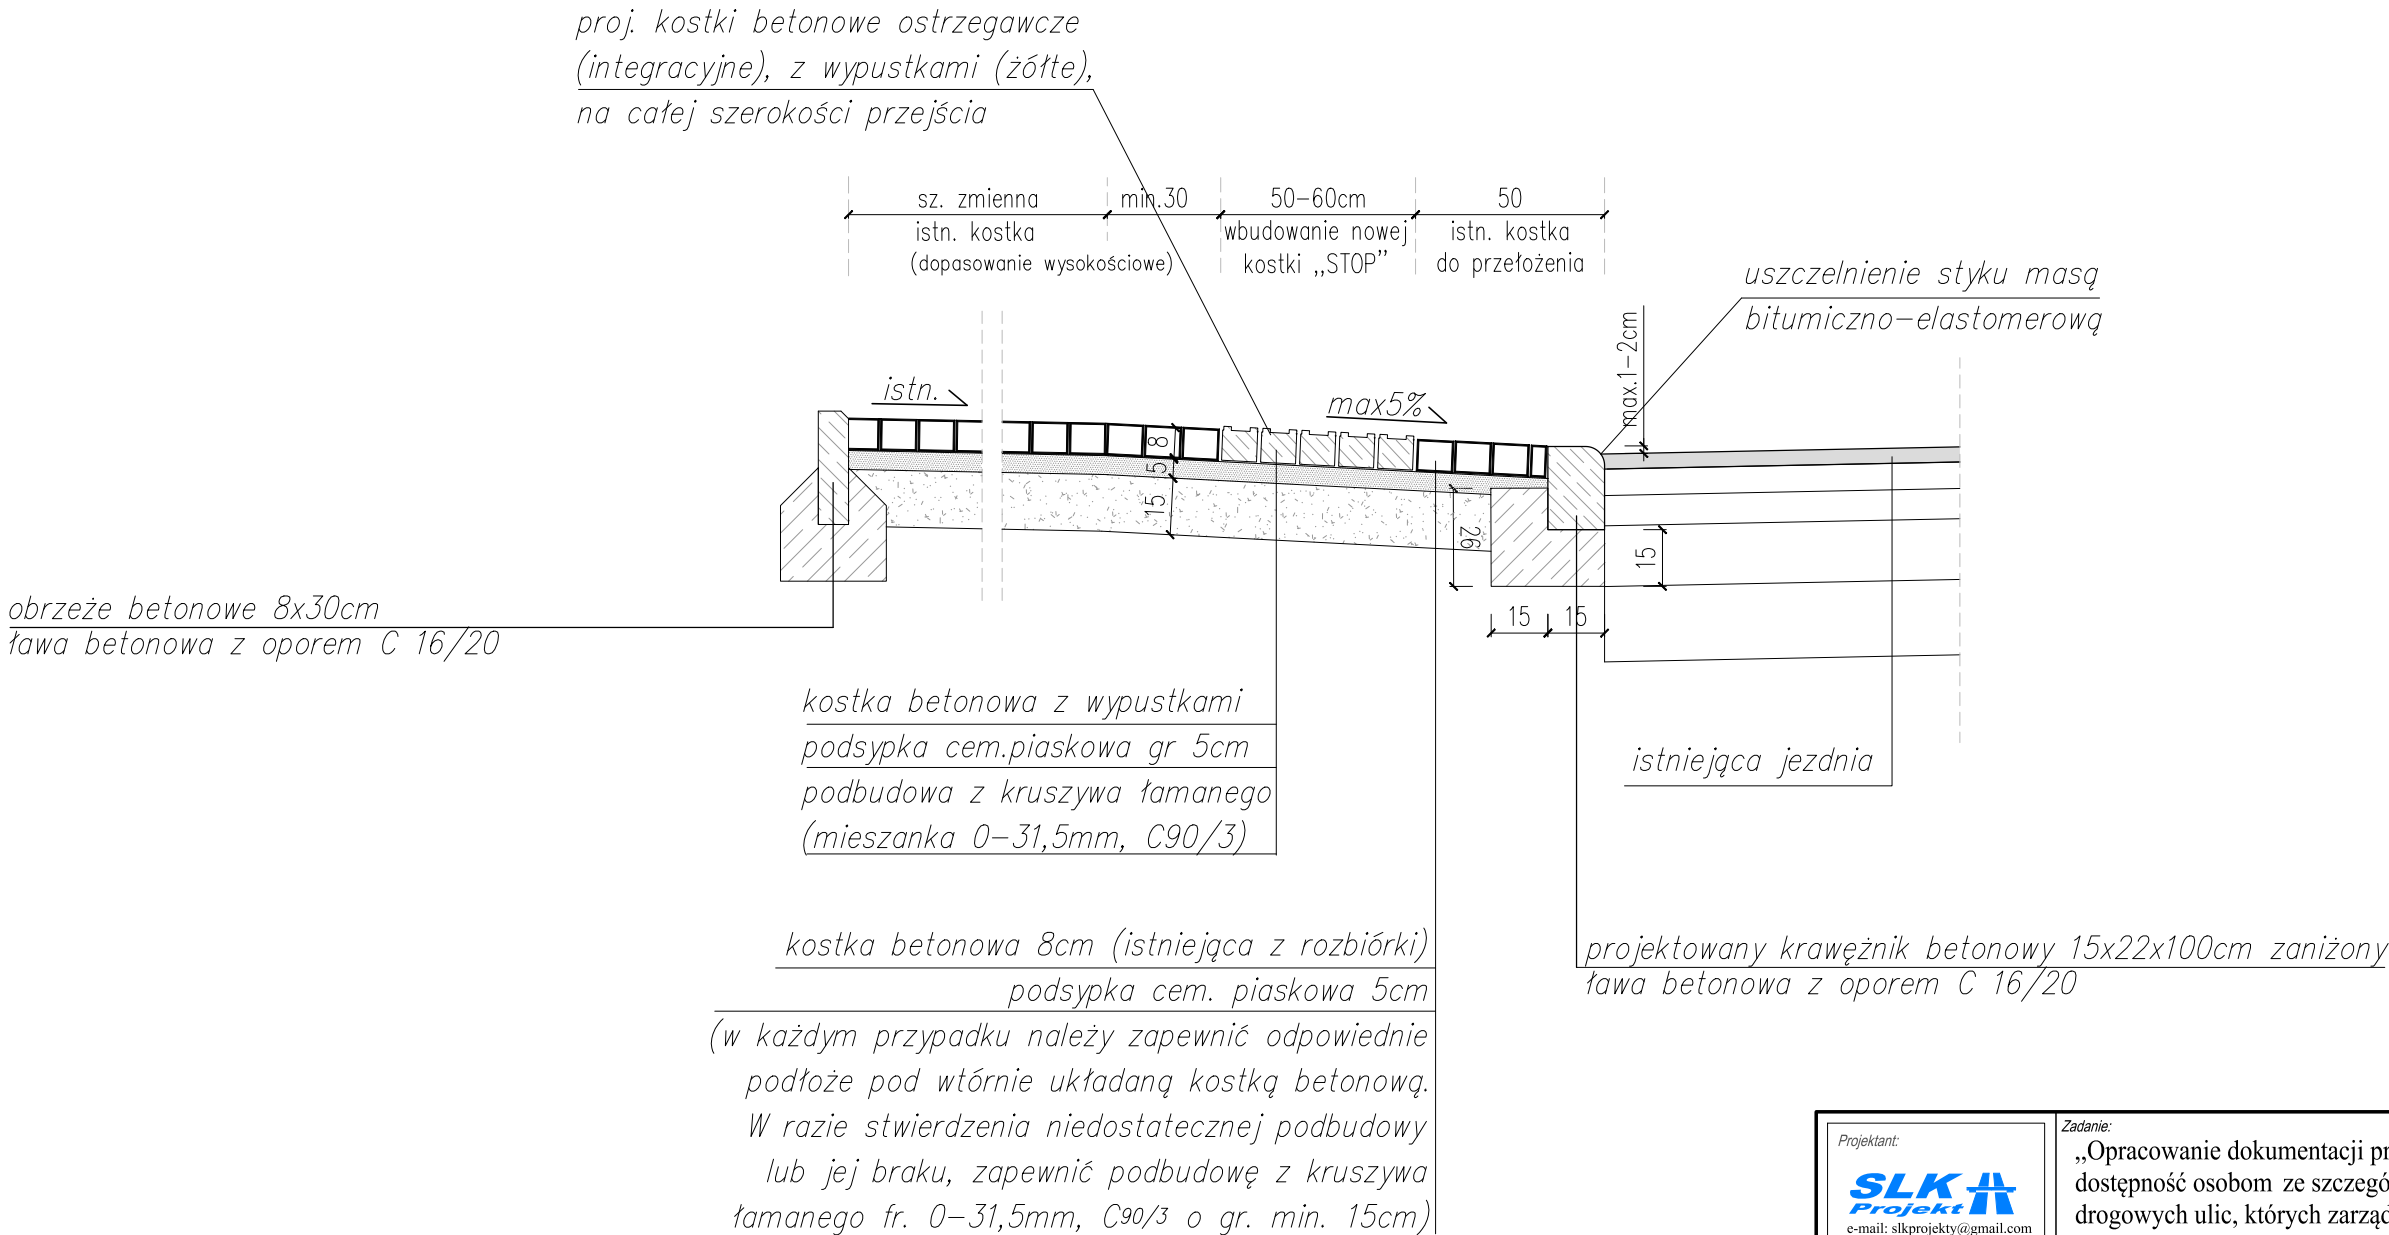 proj. kostki betonowe ostrzegawcze
(integracyjne), z wypustkami (żółte),
na całej szerokości przejścia
sz. zmienna
min.30
50-60cm
50
istn. kostka
(dopasowanie wysokościowe)
wbudowanie nowej
kostki „STOP”
istn. kostka
do przełożenia
uszczelnienie styku masą
bitumiczno-elastomerową
max.1-2cm
istn.
max5%
8
5
15
26
15
15
15
obrzeże betonowe 8x30cm
ława betonowa z oporem C 16/20
kostka betonowa z wypustkami
podsypka cem.piaskowa gr 5cm
podbudowa z kruszywa łamanego
(mieszanka 0-31,5mm, C90/3)
istniejąca jezdnia
kostka betonowa 8cm (istniejąca z rozbiórki)
podsypka cem. piaskowa 5cm
(w każdym przypadku należy zapewnić odpowiednie
podłoże pod wtórnie układaną kostką betonową.
W razie stwierdzenia niedostatecznej podbudowy
lub jej braku, zapewnić podbudowę z kruszywa
łamanego fr. 0-31,5mm, C90/3 o gr. min. 15cm)
projektowany krawężnik betonowy 15x22x100cm zaniżony
ława betonowa z oporem C 16/20
Projektant:
SLK
Projekt
e-mail: slkprojekty@gmail.com
Zadanie:
„Opracowanie dokumentacji pr
dostępność osobom ze szczegó
drogowych ulic, których zarząd